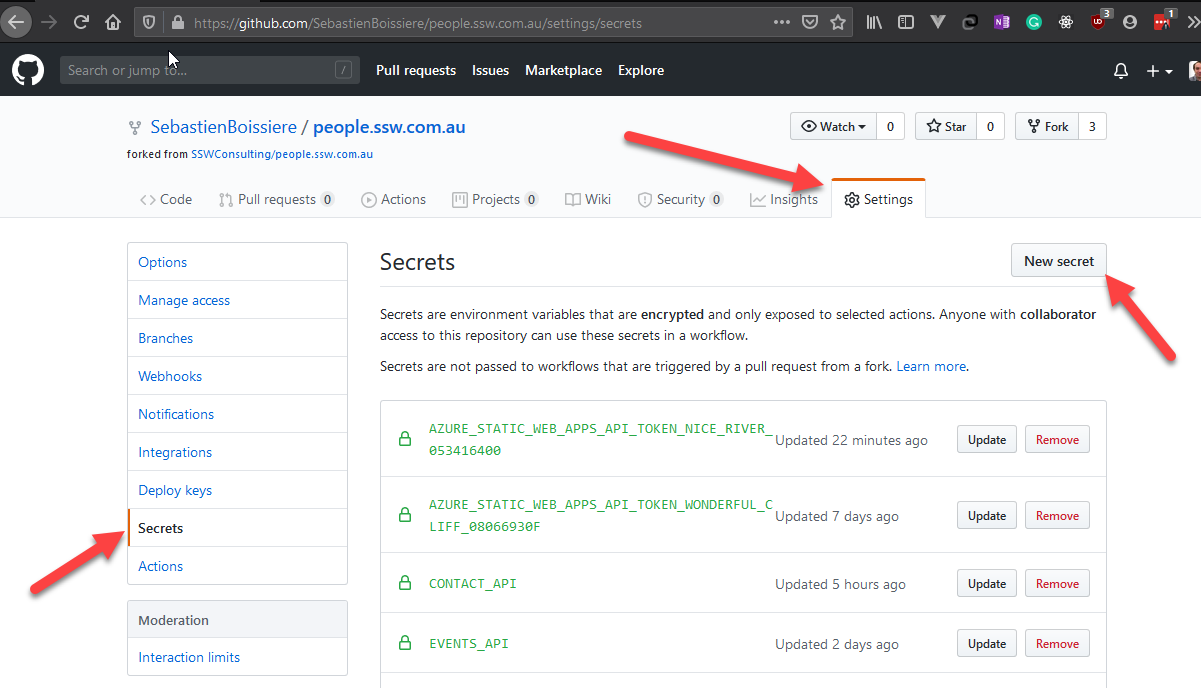 https://github.com/SebastienBoissiere/people.ssw.com.au/settings/secrets
N
G
UD
3
1
Search or jump to...
/
Pull requests
Issues
Marketplace
Explore
SebastienBoissiere / people.ssw.com.au
Watch
0
Star
0
Fork
3
forked from SSWConsulting/people.ssw.com.au
Code
Pull requests 0
Actions
Projects 0
Wiki
Security 0
Insights
Settings
Options
Manage access
Branches
Webhooks
Notifications
Integrations
Deploy keys
Secrets
Actions
Moderation
Interaction limits
Secrets
New secret
Secrets are environment variables that are encrypted and only exposed to selected actions. Anyone with collaborator
access to this repository can use these secrets in a workflow.
Secrets are not passed to workflows that are triggered by a pull request from a fork. Learn more.
AZURE_STATIC_WEB_APPS_API_TOKEN_NICE_RIVER_
053416400
Updated 22 minutes ago
Update
Remove
AZURE_STATIC_WEB_APPS_API_TOKEN_WONDERFUL_C
LIFF_08066930F
Updated 7 days ago
Update
Remove
CONTACT_API
Updated 5 hours ago
Update
Remove
EVENTS_API
Updated 2 days ago
Update
Remove